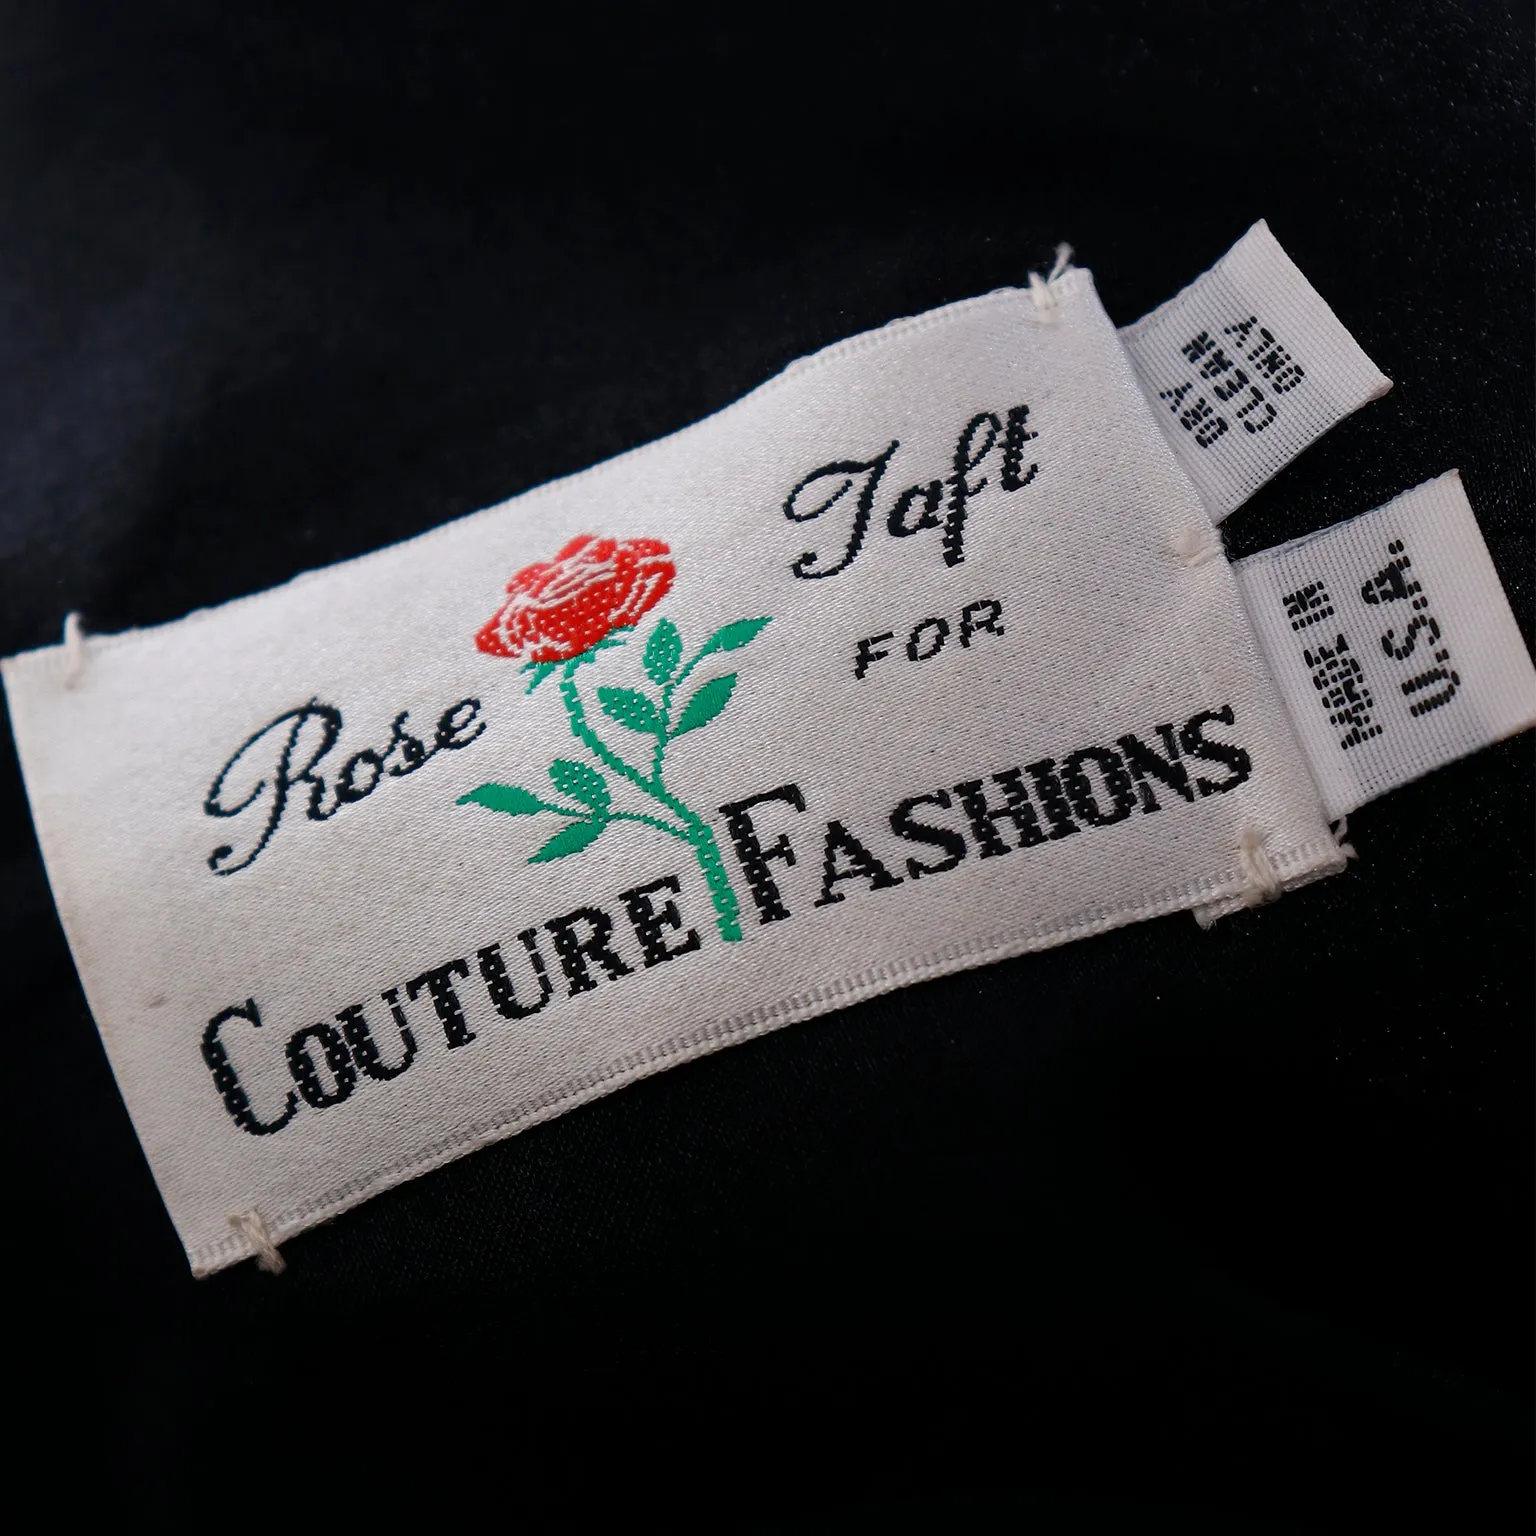 Rose Taft
FOR
COUTURE FASHIONS
DRY CLEAN
ONLY
MADE IN
U.S.A.